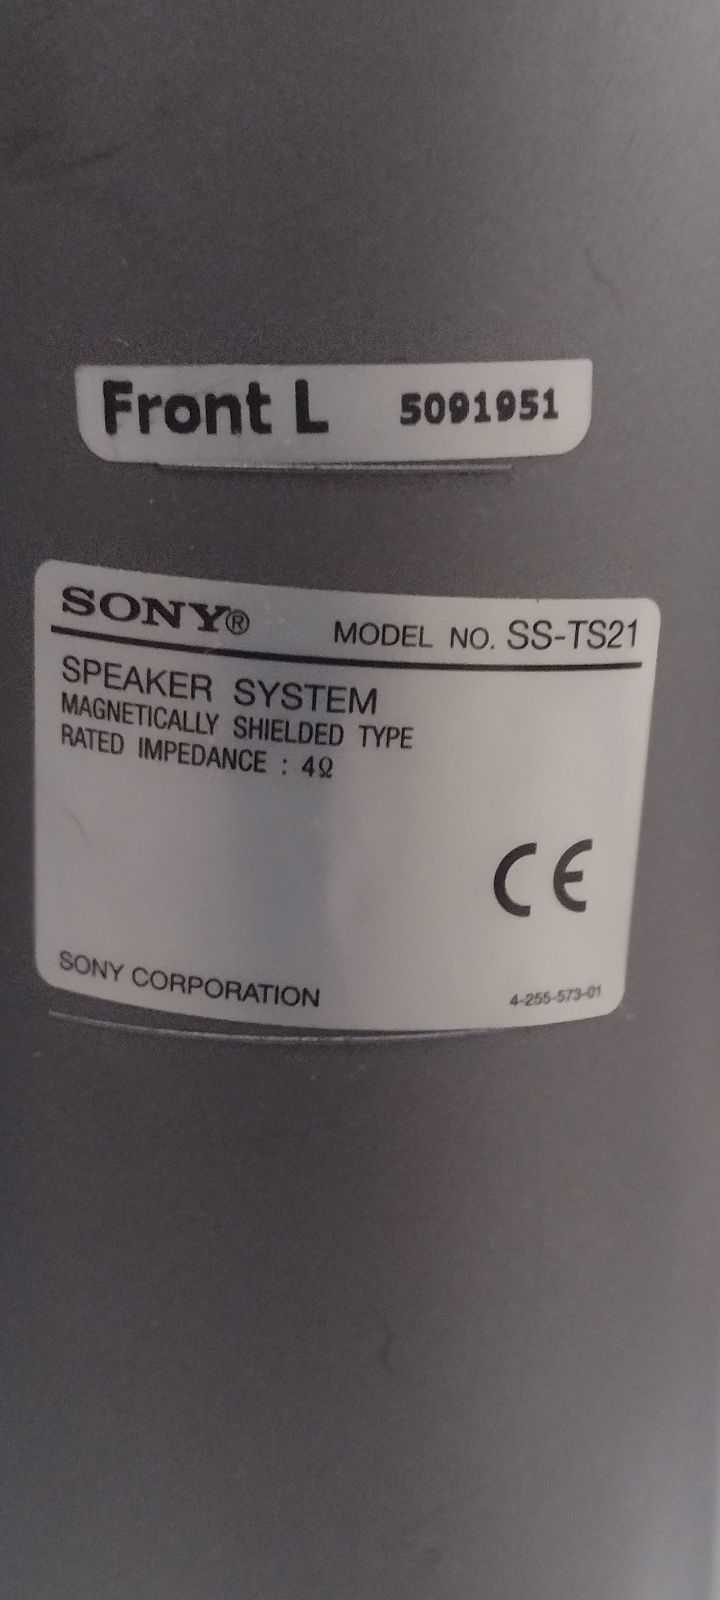 Front L 5091951
SONY® MODEL NO. SS-TS21
SPEAKER SYSTEM
MAGNETICALLY SHIELDED TYPE
RATED IMPEDANCE : 4Ω
CE
SONY CORPORATION 4-255-573-01